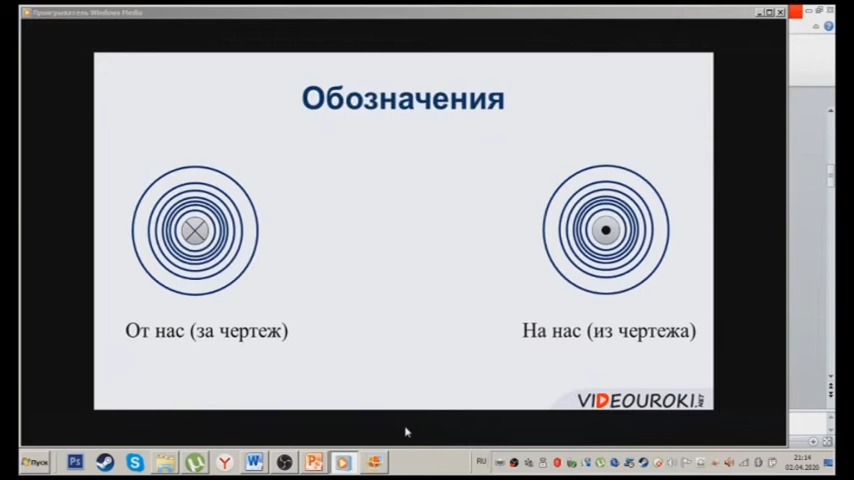 Проигрыватель Windows Media
Обозначения
От нас (за чертеж)
На нас (из чертежа)
VIDEOUROKI.NET
Пуск
RU
21:14
02.04.2020